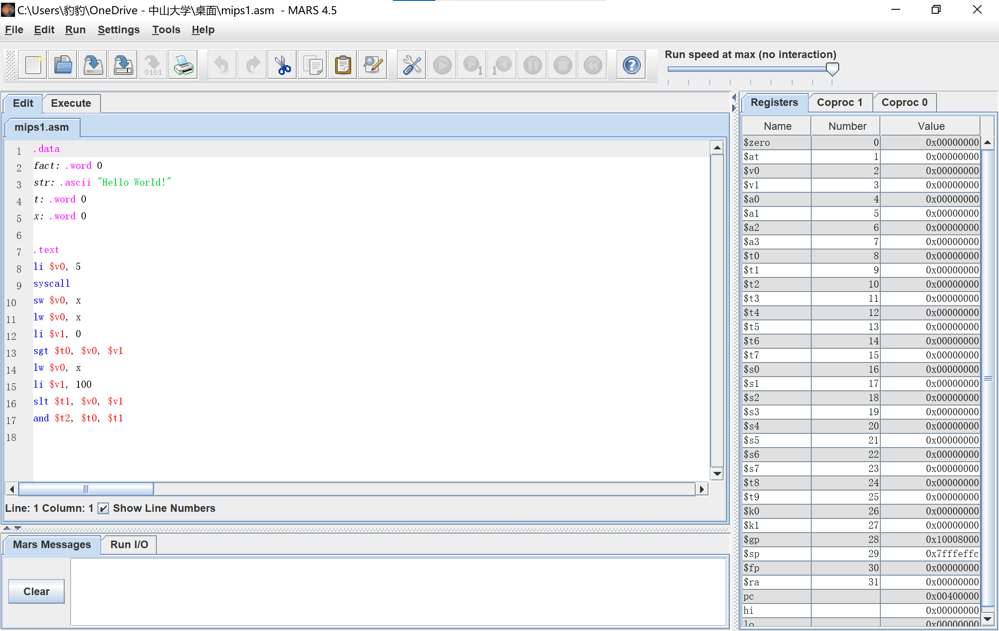 C:\Users\豹豹\OneDrive - 中山大学\桌面\mips1.asm - MARS 4.5
File Edit Run Settings Tools Help
0101
1
1
Run speed at max (no interaction)
Edit Execute
mips1.asm
1 .data
2 fact: .word 0
3 str: .ascii "Hello World!"
4 t: .word 0
5 x: .word 0
6
7 .text
8 li $v0, 5
9 syscall
10 sw $v0, x
11 lw $v0, x
12 li $v1, 0
13 sgt $t0, $v0, $v1
14 lw $v0, x
15 li $v1, 100
16 slt $t1, $v0, $v1
17 and $t2, $t0, $t1
18
Line: 1 Column: 1 Show Line Numbers
Mars Messages Run I/O
Clear
Registers Coproc 1 Coproc 0
Name Number Value
$zero 0 0x00000000
$at 1 0x00000000
$v0 2 0x00000000
$v1 3 0x00000000
$a0 4 0x00000000
$a1 5 0x00000000
$a2 6 0x00000000
$a3 7 0x00000000
$t0 8 0x00000000
$t1 9 0x00000000
$t2 10 0x00000000
$t3 11 0x00000000
$t4 12 0x00000000
$t5 13 0x00000000
$t6 14 0x00000000
$t7 15 0x00000000
$s0 16 0x00000000
$s1 17 0x00000000
$s2 18 0x00000000
$s3 19 0x00000000
$s4 20 0x00000000
$s5 21 0x00000000
$s6 22 0x00000000
$s7 23 0x00000000
$t8 24 0x00000000
$t9 25 0x00000000
$k0 26 0x00000000
$k1 27 0x00000000
$gp 28 0x10008000
$sp 29 0x7fffeffc
$fp 30 0x00000000
$ra 31 0x00000000
pc 0x00400000
hi 0x00000000
lo 0x00000000